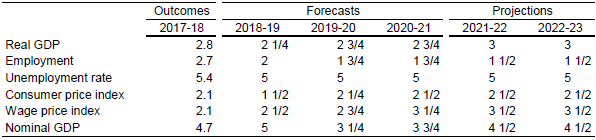 Outcomes Forecasts Projections
2017-18 2018-19 2019-20 2020-21 2021-22 2022-23
Real GDP 2.8 2 1/4 2 3/4 2 3/4 3 3
Employment 2.7 2 1 3/4 1 3/4 1 1/2 1 1/2
Unemployment rate 5.4 5 5 5 5 5
Consumer price index 2.1 1 1/2 2 1/4 2 1/2 2 1/2 2 1/2
Wage price index 2.1 2 1/2 2 3/4 3 1/4 3 1/2 3 1/2
Nominal GDP 4.7 5 3 1/4 3 3/4 4 1/2 4 1/2